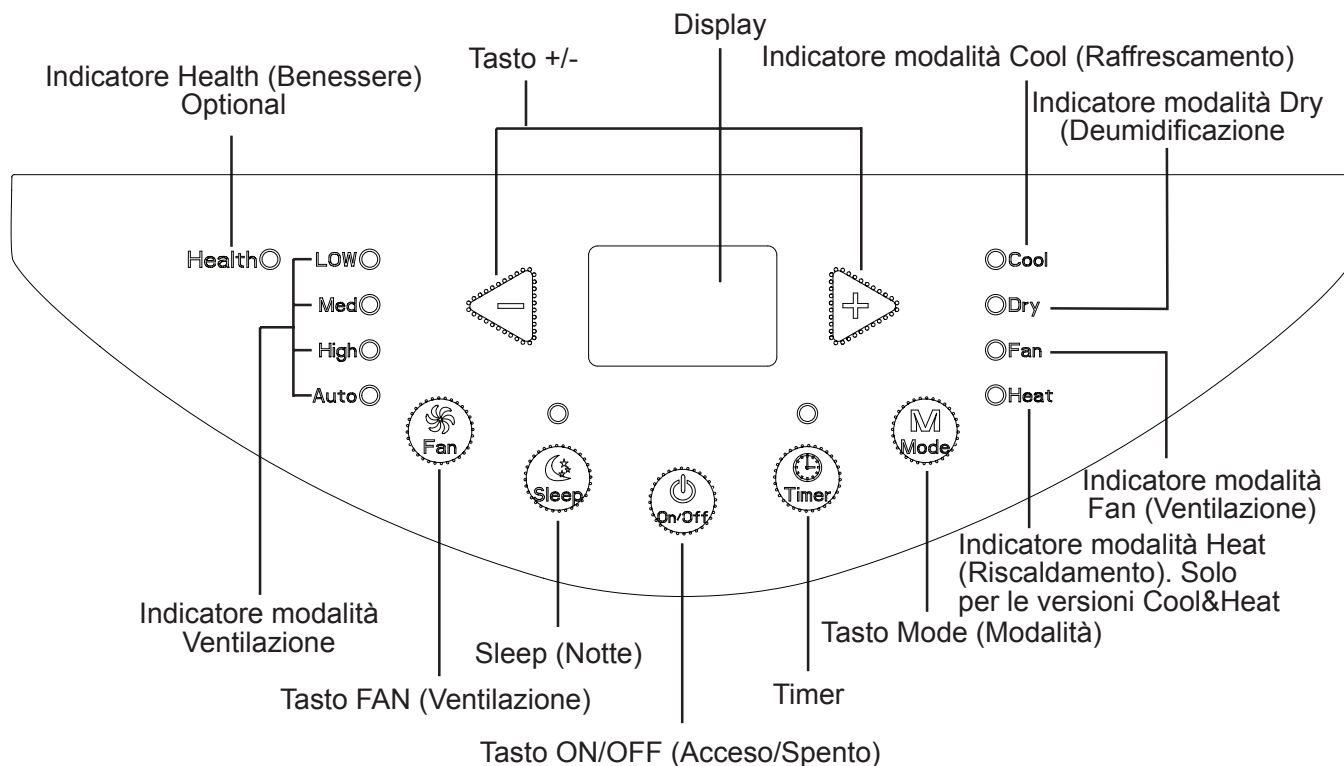 Display
Tasto +/-
Indicatore modalità Cool (Raffrescamento)
Indicatore Health (Benessere)
Optional
Indicatore modalità Dry
(Deumidificazione
Health
LOW
Med
High
Auto
Cool
Dry
Fan
Heat
Fan
Sleep
On/Off
Timer
M
Mode
Indicatore modalità
Fan (Ventilazione)
Indicatore modalità Heat
(Riscaldamento). Solo
per le versioni Cool&Heat
Indicatore modalità
Ventilazione
Tasto Mode (Modalità)
Sleep (Notte)
Tasto FAN (Ventilazione)
Timer
Tasto ON/OFF (Acceso/Spento)